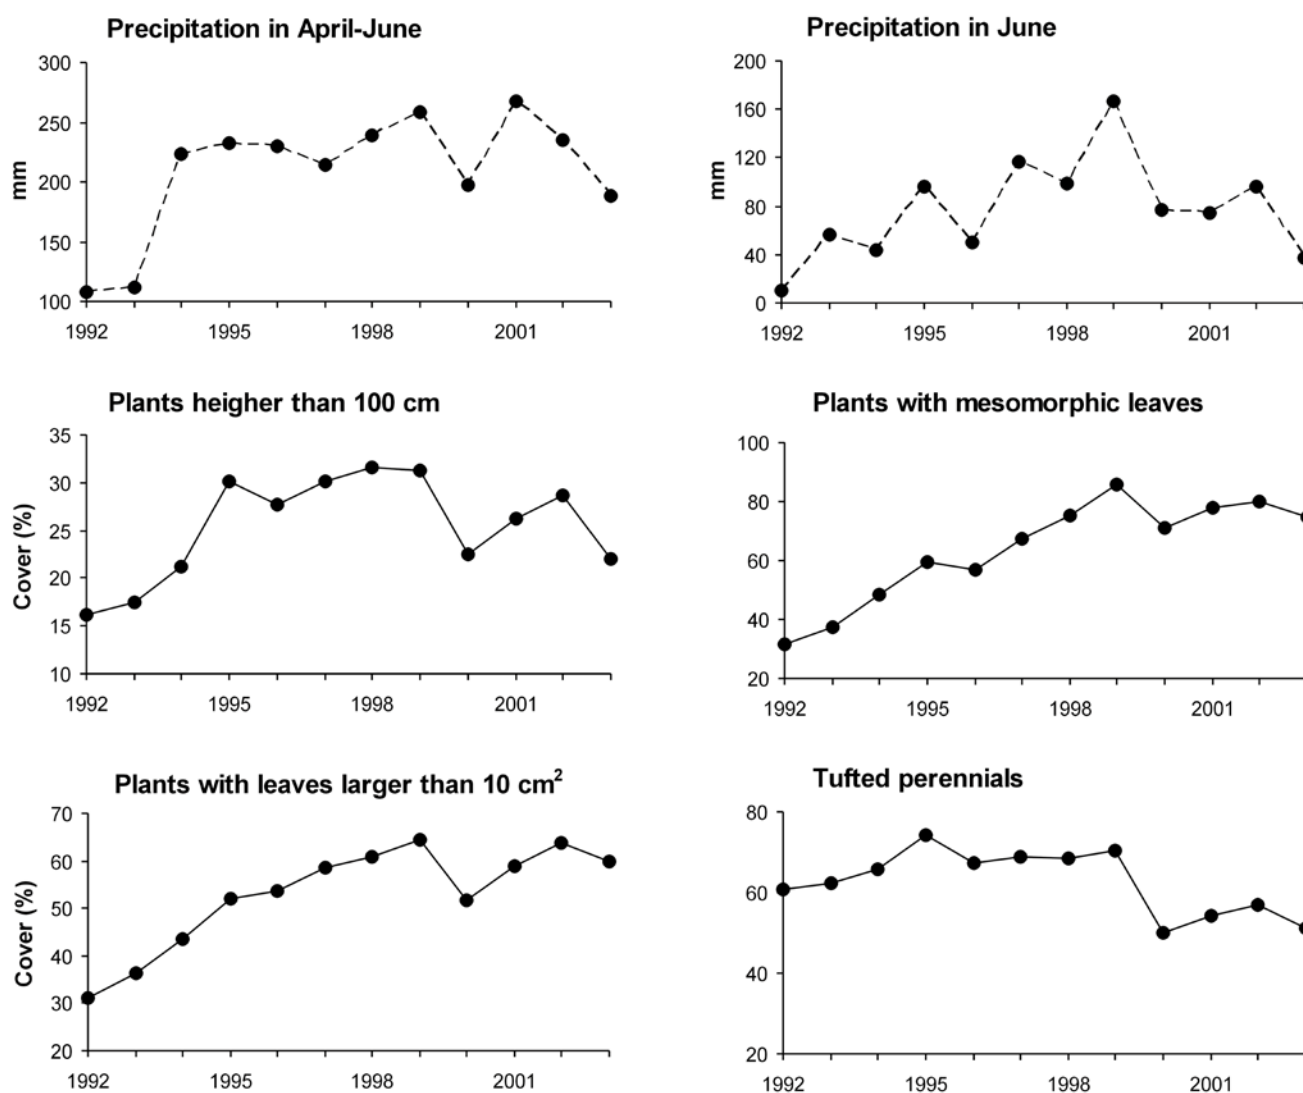 Precipitation in April-June
300
250
200
150
100
mm
1992 1995 1998 2001
Precipitation in June
200
160
120
80
40
0
mm
1992 1995 1998 2001
Plants heigher than 100 cm
35
30
25
20
15
10
Cover (%)
1992 1995 1998 2001
Plants with mesomorphic leaves
100
80
60
40
20
1992 1995 1998 2001
Plants with leaves larger than 10 cm²
70
60
50
40
30
20
Cover (%)
1992 1995 1998 2001
Tufted perennials
80
60
40
20
1992 1995 1998 2001